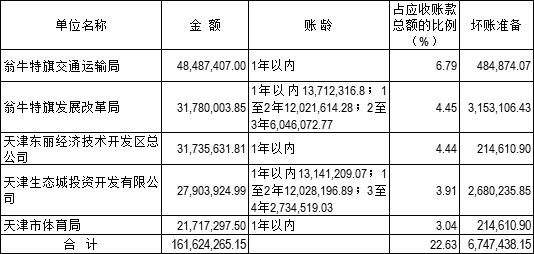 单位名称 金 额 账 龄 占应收账款总额的比例（%） 坏账准备
翁牛特旗交通运输局 48,487,407.00 1年以内 6.79 484,874.07
翁牛特旗发展改革局 31,780,003.85 1年以内13,712,316.8；1至2年12,021,614.28；2至3年6,046,072.77 4.45 3,153,106.43
天津东丽经济技术开发区总公司 31,735,631.81 1年以内 4.44 214,610.90
天津生态城投资开发有限公司 27,903,924.99 1年以内13,141,209.07；1至2年12,028,196.89；3至4年2,734,519.03 3.91 2,680,235.85
天津市体育局 21,717,297.50 1年以内 3.04 214,610.90
合 计 161,624,265.15 22.63 6,747,438.15